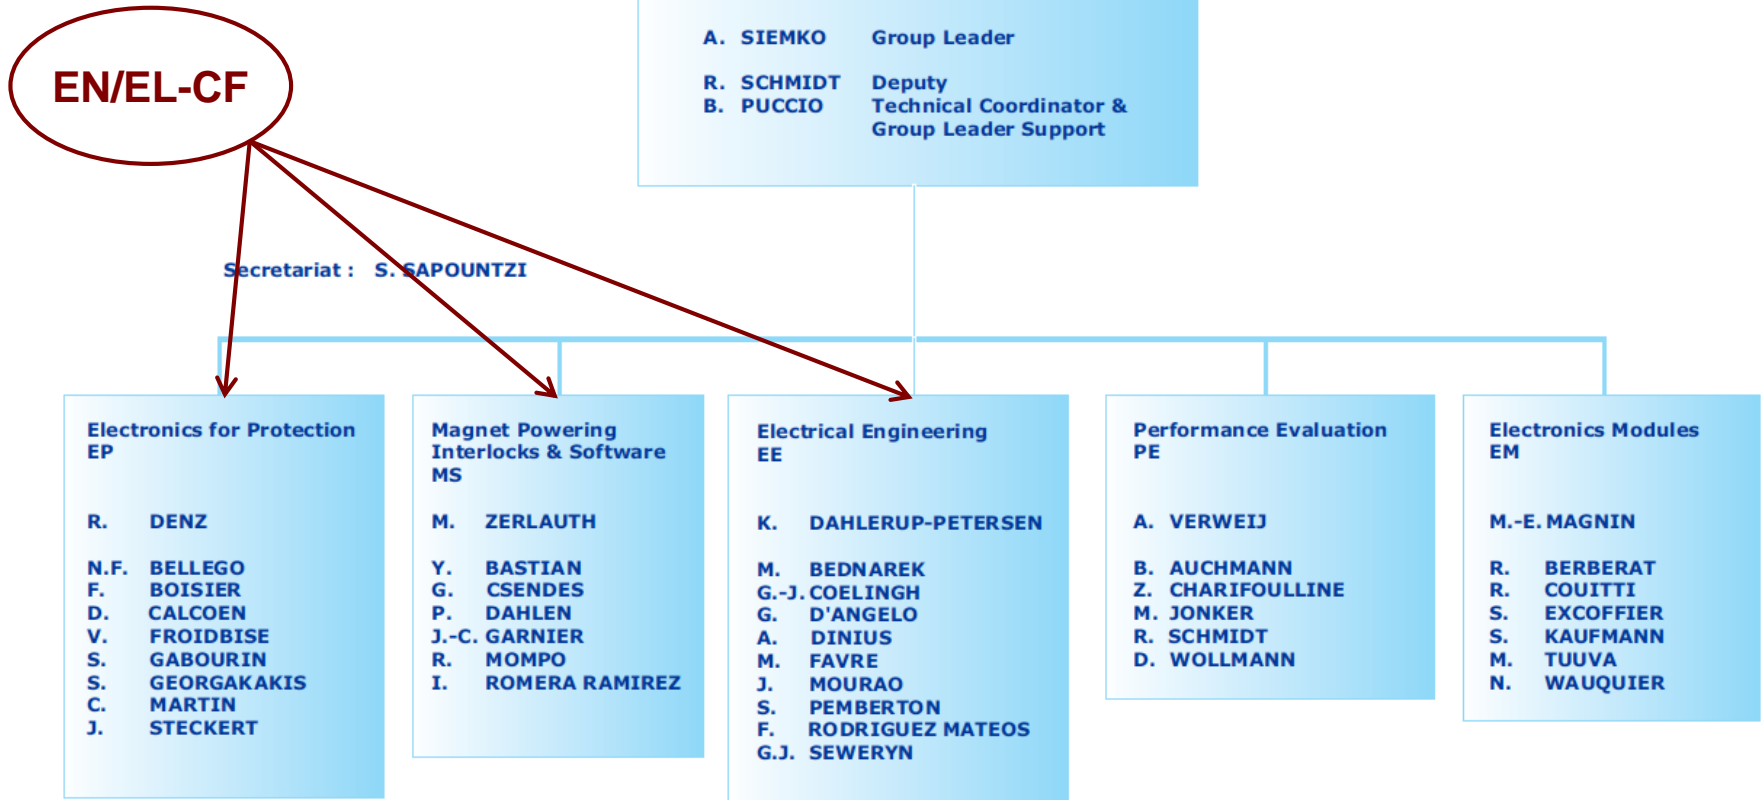 EN/EL-CF
A. SIEMKO Group Leader
R. SCHMIDT Deputy
B. PUCCIO Technical Coordinator &
Group Leader Support
Secretariat : S. SAPOUNTZI
Electronics for Protection
EP
R. DENZ
N.F. BELLEGO
F. BOISIER
D. CALCOEN
V. FROIDBISE
S. GABOURIN
S. GEORGAKAKIS
C. MARTIN
J. STECKERT
Magnet Powering
Interlocks & Software
MS
M. ZERLAUTH
Y. BASTIAN
G. CSENDES
P. DAHLEN
J.-C. GARNIER
R. MOMPO
I. ROMERA RAMIREZ
Electrical Engineering
EE
K. DAHLERUP-PETERSEN
M. BEDNAREK
G.-J. COELINGH
G. D'ANGELO
A. DINIUS
M. FAVRE
J. MOURAO
S. PEMBERTON
F. RODRIGUEZ MATEOS
G.J. SEWERYN
Performance Evaluation
PE
A. VERWEIJ
B. AUCHMANN
Z. CHARIFOULLINE
M. JONKER
R. SCHMIDT
D. WOLLMANN
Electronics Modules
EM
M.-E. MAGNIN
R. BERBERAT
R. COUITTI
S. EXCOFFIER
S. KAUFMANN
M. TUUVA
N. WAUQUIER